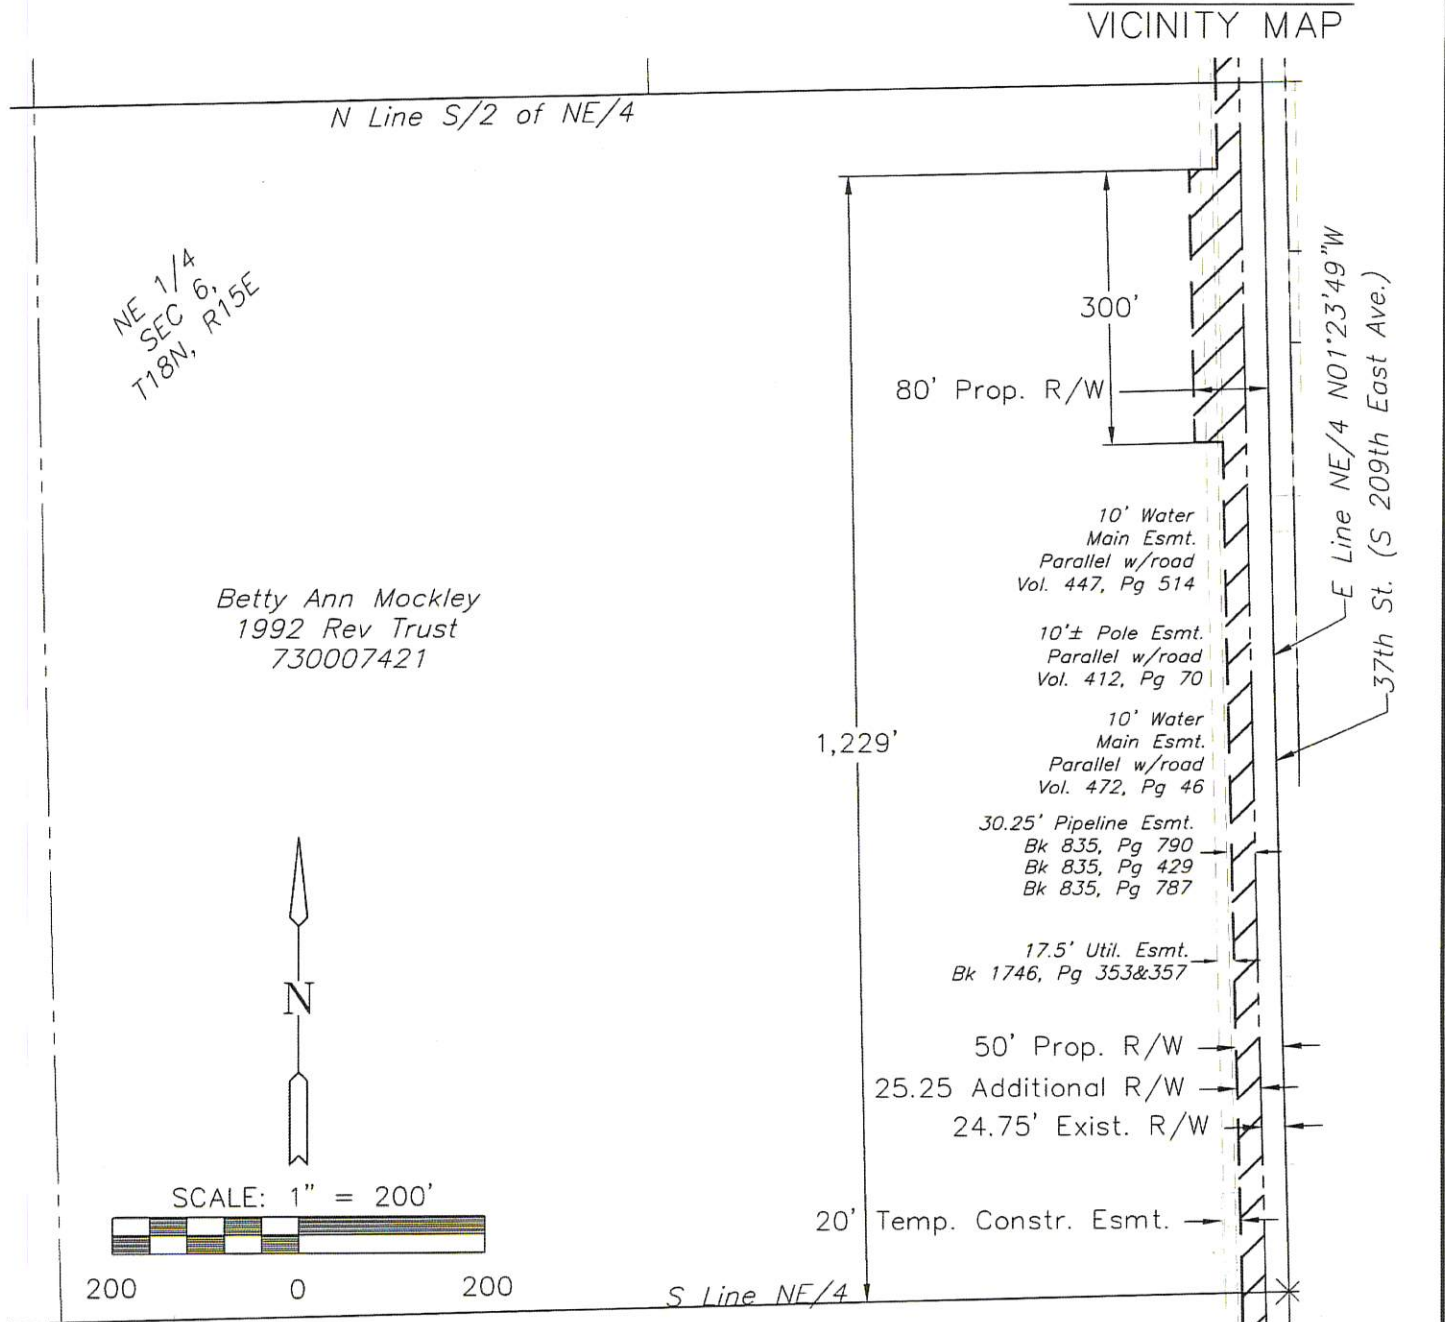 VICINITY MAP
N Line S/2 of NE/4
NE 1/4
SEC 6,
T18N, R15E
300'
80' Prop. R/W
E Line NE/4 N01°23'49"W
37th St. (S 209th East Ave.)
10' Water
Main Esmt.
Parallel w/road
Vol. 447, Pg 514
Betty Ann Mockley
1992 Rev Trust
730007421
10'± Pole Esmt.
Parallel w/road
Vol. 412, Pg 70
10' Water
Main Esmt.
Parallel w/road
Vol. 472, Pg 46
1,229'
30.25' Pipeline Esmt.
Bk 835, Pg 790
Bk 835, Pg 429
Bk 835, Pg 787
17.5' Util. Esmt.
Bk 1746, Pg 353&357
N
50' Prop. R/W
25.25 Additional R/W
24.75' Exist. R/W
SCALE: 1" = 200'
20' Temp. Constr. Esmt.
200 0 200
S Line NE/4